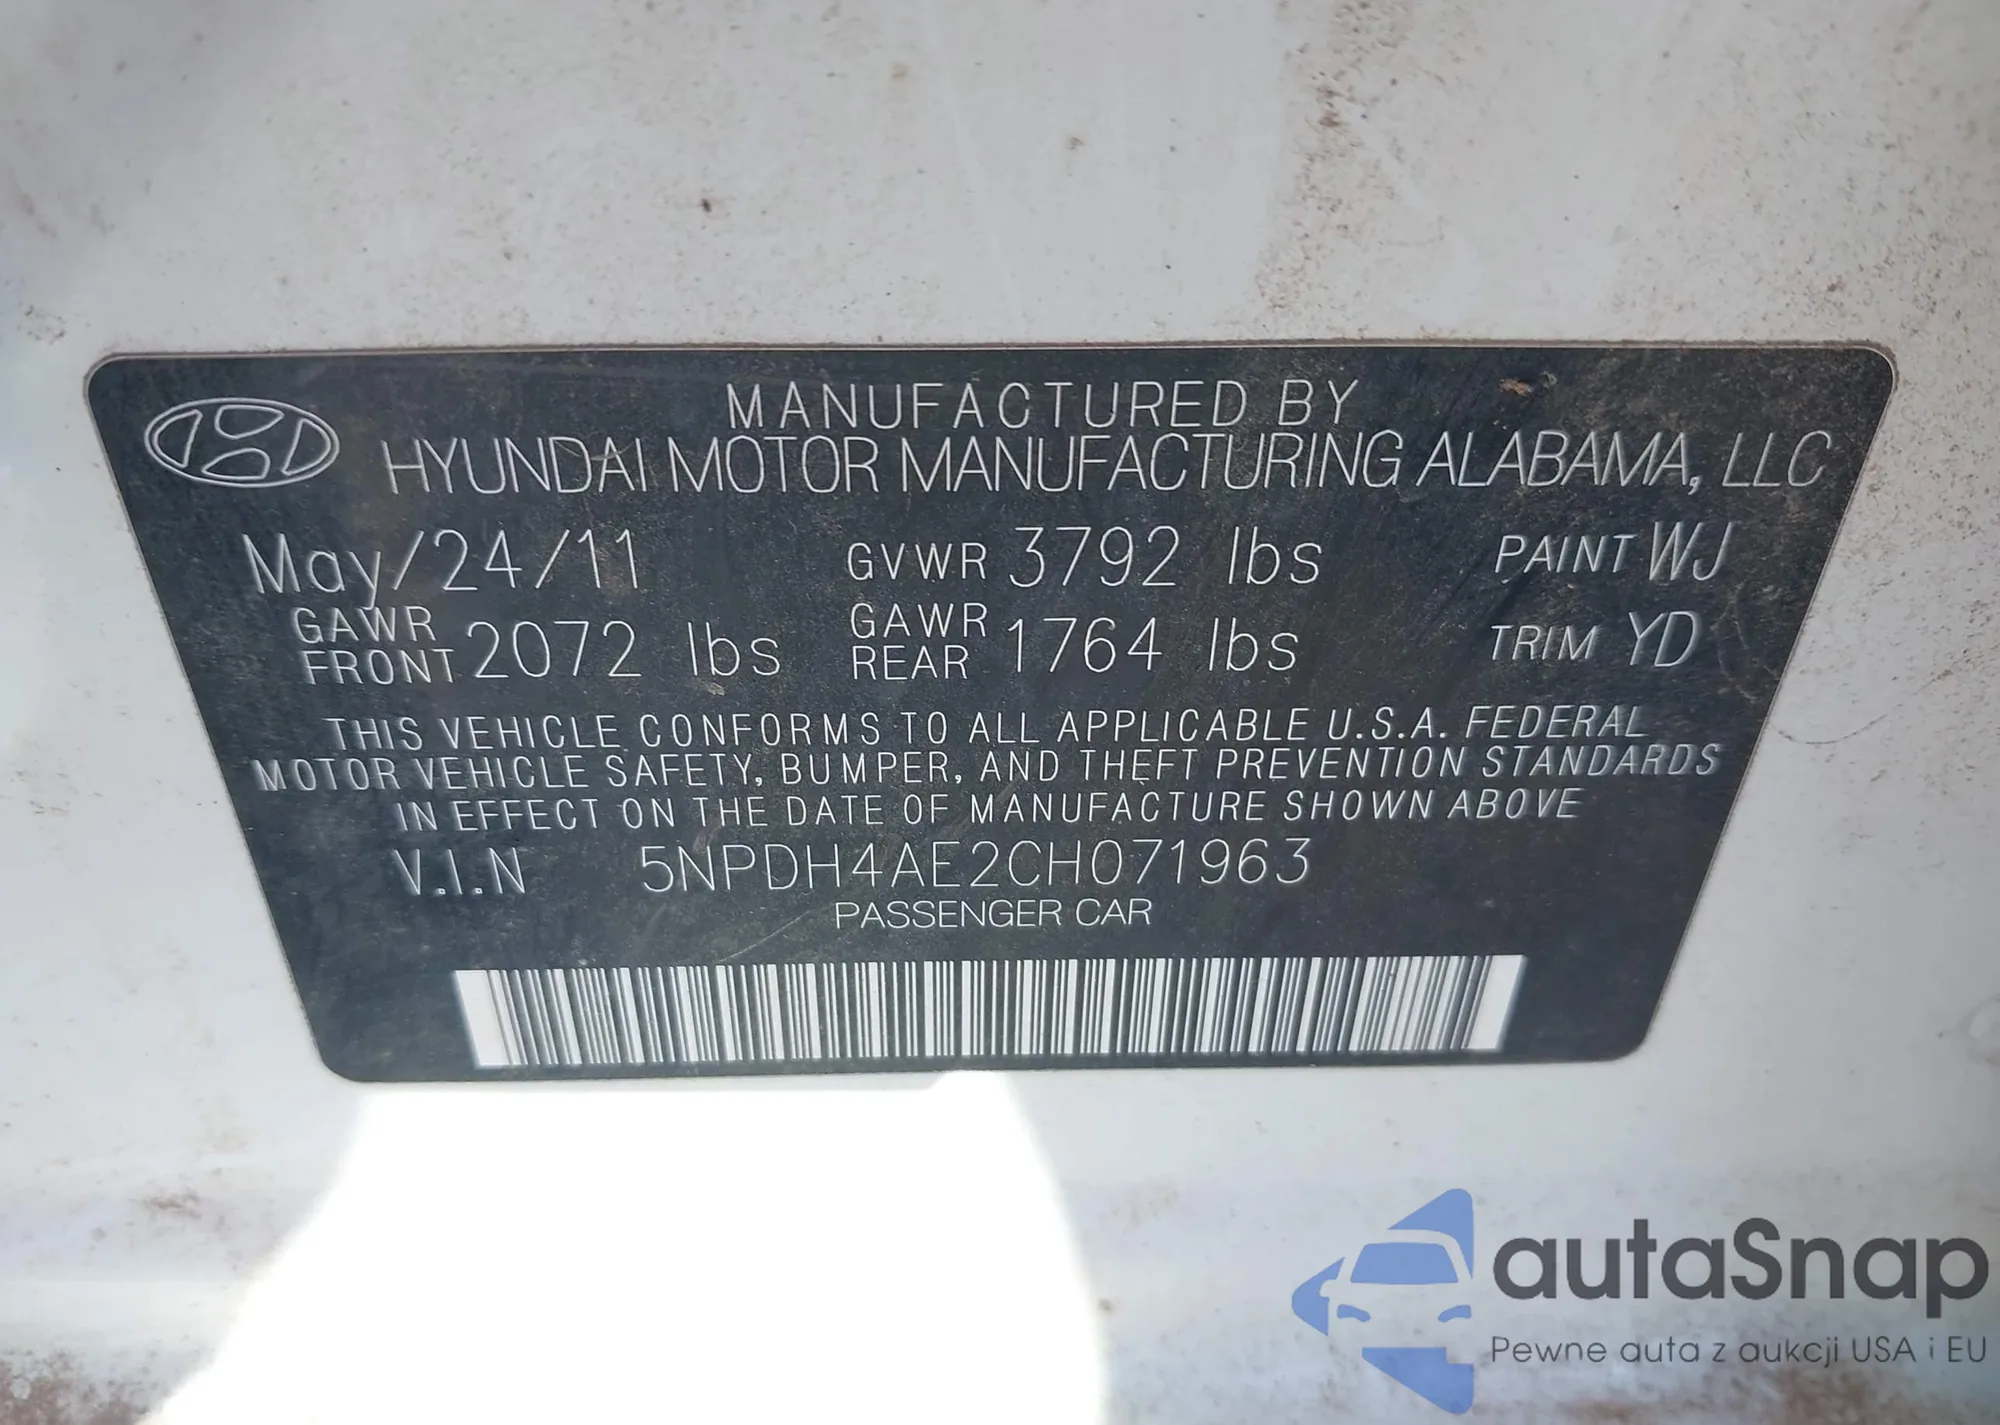 MANUFACTURED BY
HYUNDAI MOTOR MANUFACTURING ALABAMA, LLC
May/24/11 GVWR 3792 lbs PAINT WJ
GAWR FRONT 2072 lbs GAWR REAR 1764 lbs TRIM YD
THIS VEHICLE CONFORMS TO ALL APPLICABLE U.S.A. FEDERAL
MOTOR VEHICLE SAFETY, BUMPER, AND THEFT PREVENTION STANDARDS
IN EFFECT ON THE DATE OF MANUFACTURE SHOWN ABOVE
V.I.N 5NPDH4AE2CH071963
PASSENGER CAR
autaSnap
Pewne auta z aukcji USA i EU